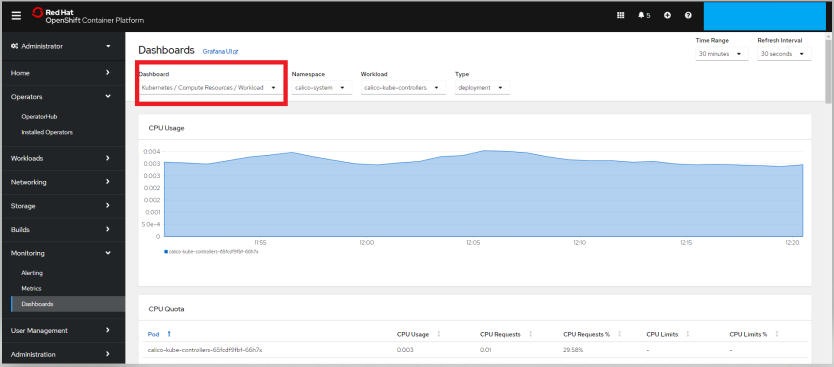 Red Hat
OpenShift Container Platform
5
Administrator
Home
Operators
OperatorHub
Installed Operators
Workloads
Networking
Storage
Builds
Monitoring
Alerting
Metrics
Dashboards
User Management
Administration
Dashboards Grafana UI
Time Range Refresh Interval
30 minutes 30 seconds
Dashboard Namespace Workload Type
Kubernetes / Compute Resources / Workload calico-system calico-kube-controllers deployment
CPU Usage
0.004
0.003
0.003
0.002
0.002
0.001
5.0e-4
0
11:55 12:00 12:05 12:10 12:15 12:20
calico-kube-controllers-65fcdf9fbf-66h7x
CPU Quota
Pod CPU Usage CPU Requests CPU Requests % CPU Limits CPU Limits %
calico-kube-controllers-65fcdf9fbf-66h7x 0.003 0.01 29.58% - -